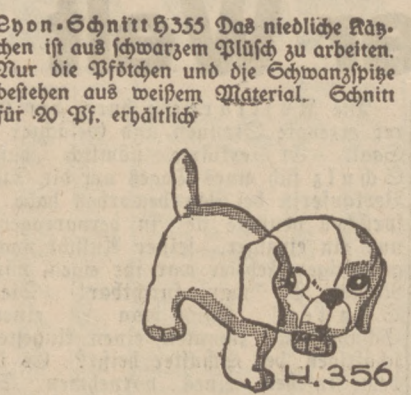 Lyon-Schnitt H355 Das niedliche Kätz-
chen ist aus schwarzem Plüsch zu arbeiten.
Nur die Pfötchen und die Schwanzspitze
bestehen aus weißem Material. Schnitt
für 20 Pf. erhältlich
H.356